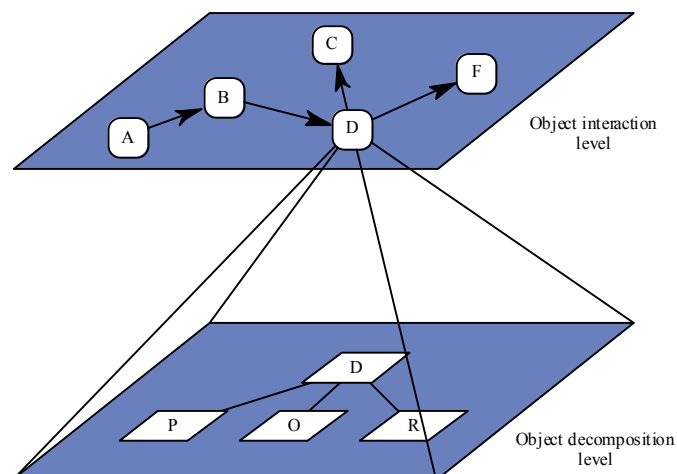 C
F
B
A
D
Object interaction
level
D
P
O
R
Object decomposition
level